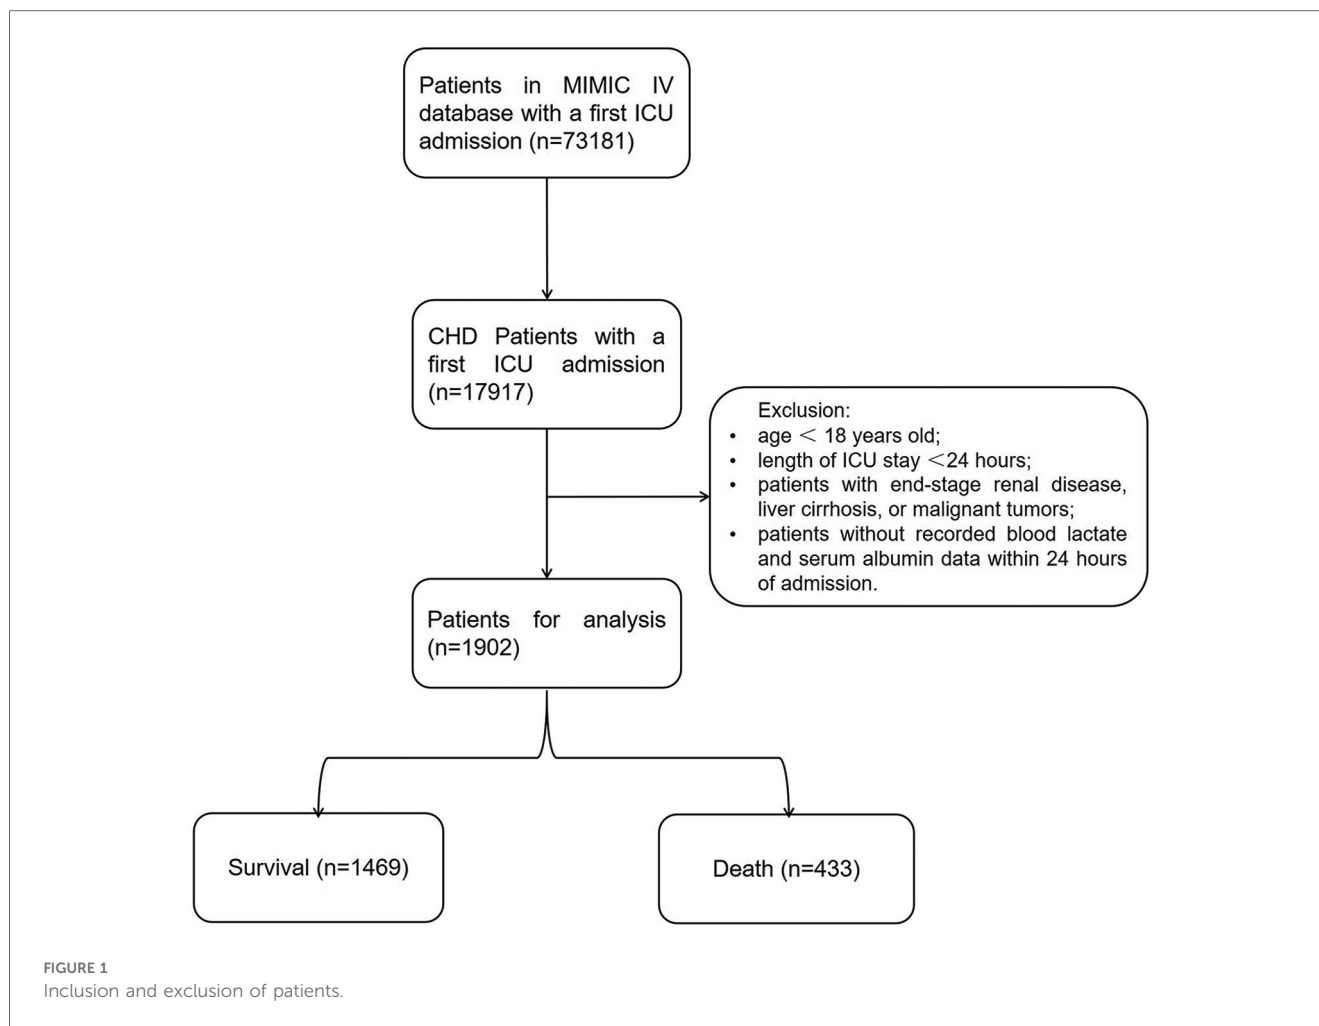 Patients in MIMIC IV
database with a first ICU
admission (n=73181)
CHD Patients with a
first ICU admission
(n=17917)
Exclusion:
• age < 18 years old;
• length of ICU stay <24 hours;
• patients with end-stage renal disease,
liver cirrhosis, or malignant tumors;
• patients without recorded blood lactate
and serum albumin data within 24 hours
of admission.
Patients for analysis
(n=1902)
Survival (n=1469)
Death (n=433)
FIGURE 1
Inclusion and exclusion of patients.